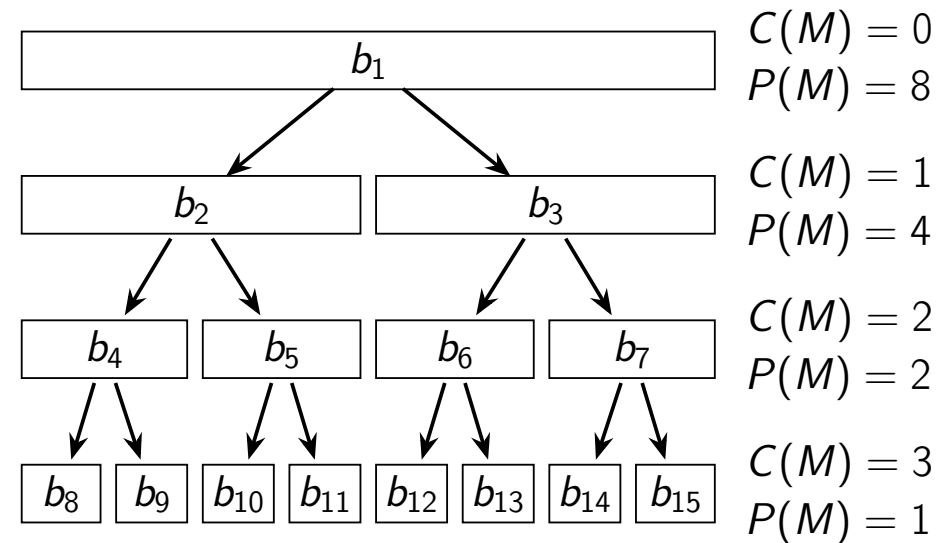 b₁
C(M) = 0
P(M) = 8
b₂ b₃
C(M) = 1
P(M) = 4
b₄ b₅ b₆ b₇
C(M) = 2
P(M) = 2
b₈ b₉ b₁₀ b₁₁ b₁₂ b₁₃ b₁₄ b₁₅
C(M) = 3
P(M) = 1